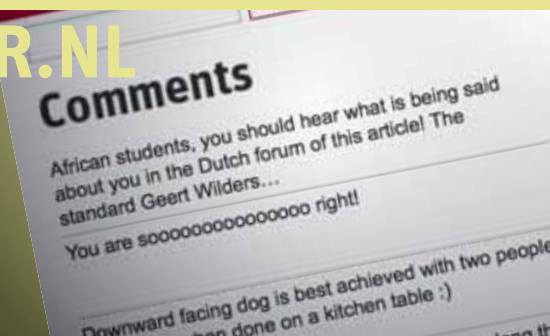 R.NL
Comments
African students, you should hear what is being said
about you in the Dutch forum of this article! The
standard Geert Wilders...
You are sooooooooooooooo right!
Downward facing dog is best achieved with two people
done on a kitchen table :)